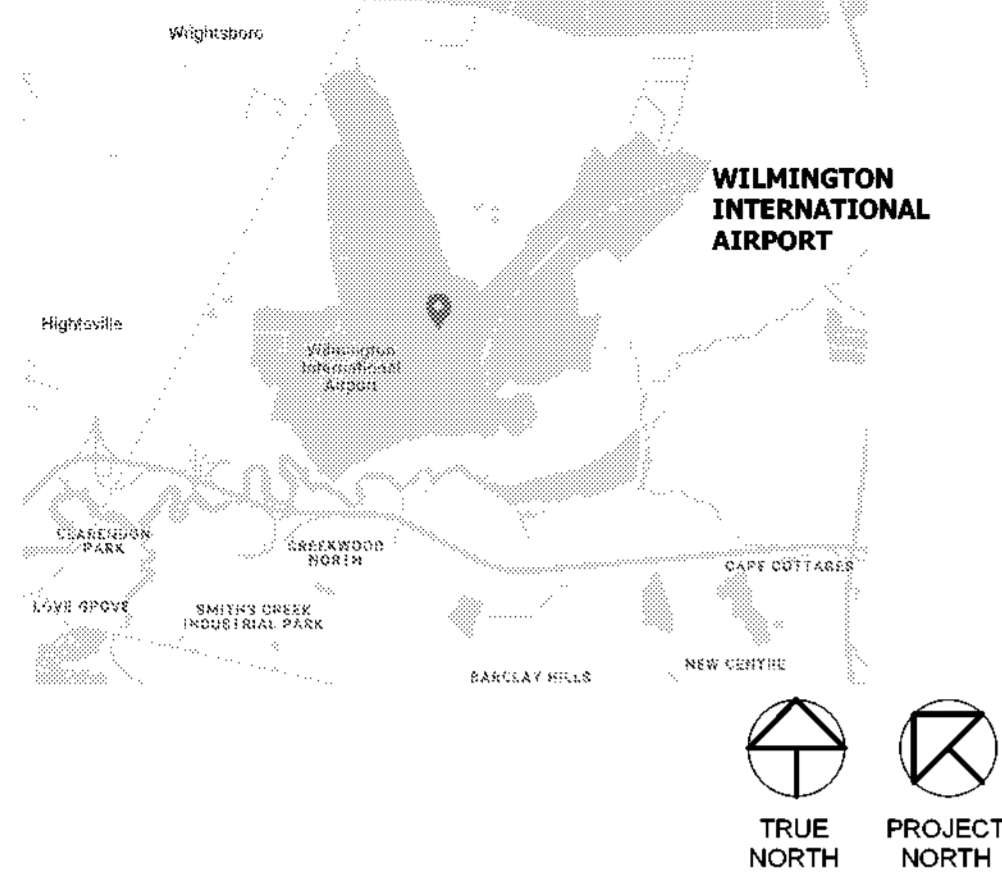 Wrightsboro
WILMINGTON
INTERNATIONAL
AIRPORT
Hightsville
Wilmington
International
Airport
CLARENDON
PARK
CREEKWOOD
NORTH
CAPE COTTAGES
LOVE GROVE
SMITH'S CREEK
INDUSTRIAL PARK
NEW CENTRE
BARCLAY HILLS
TRUE
NORTH
PROJECT
NORTH